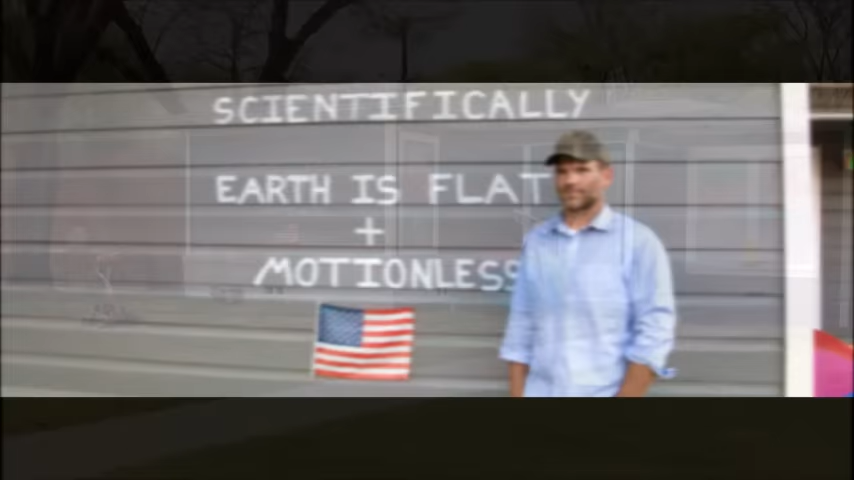 SCIENTIFICALLY
EARTH IS FLAT
+
MOTIONLESS